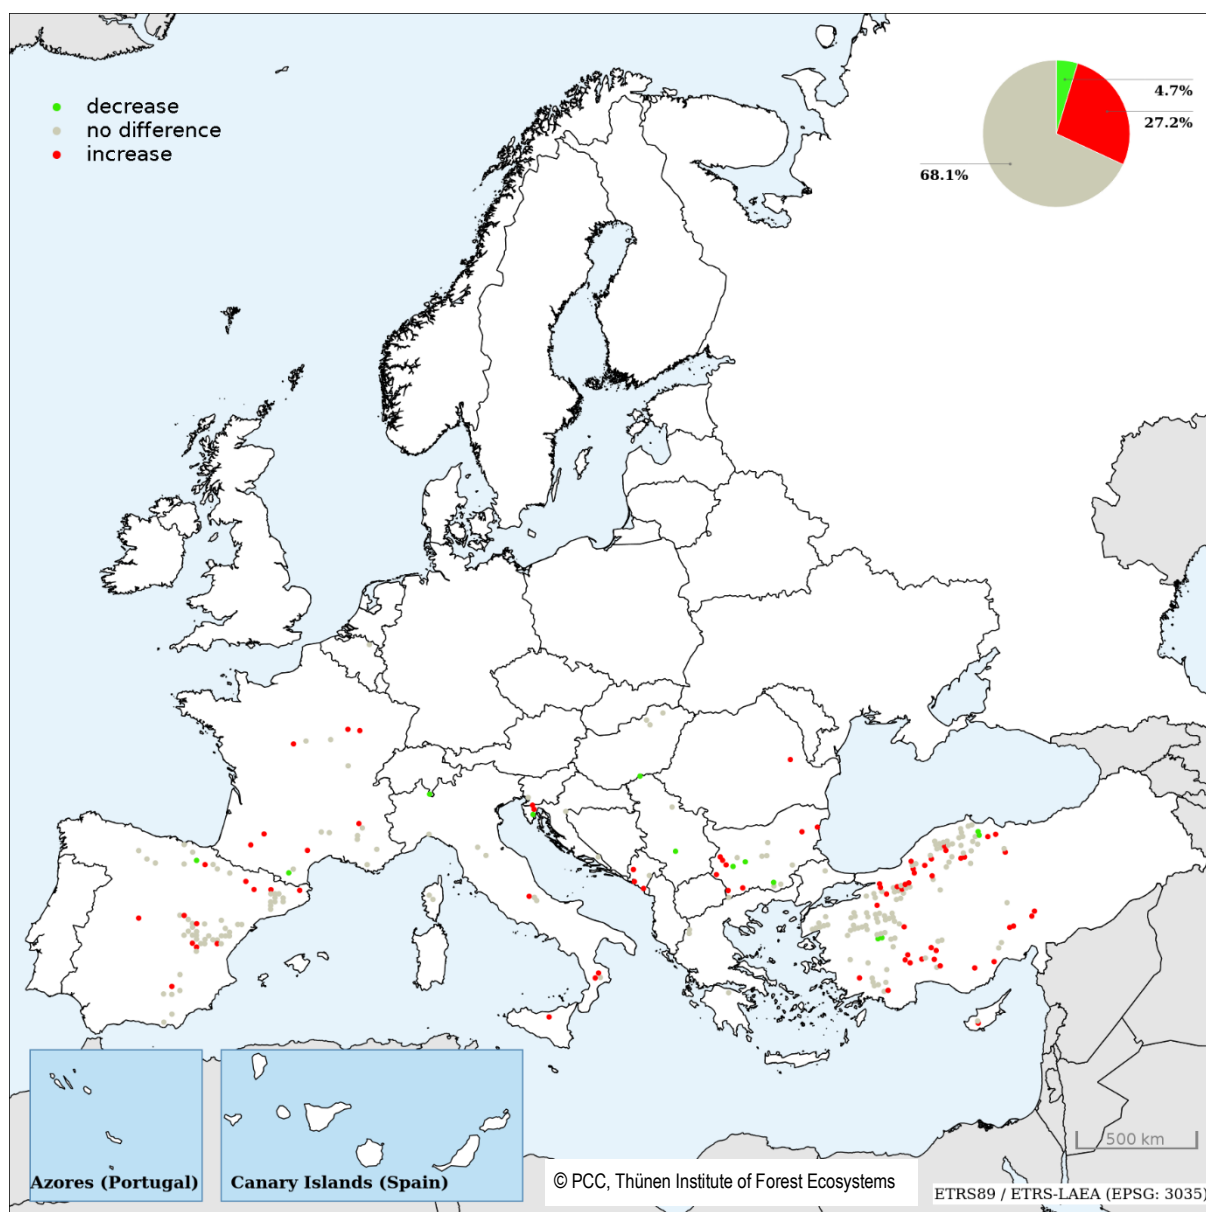 decrease
no difference
increase
4.7%
27.2%
68.1%
500 km
Azores (Portugal)
Canary Islands (Spain)
© PCC, Thünen Institute of Forest Ecosystems
ETRS89 / ETRS-LAEA (EPSG: 3035)